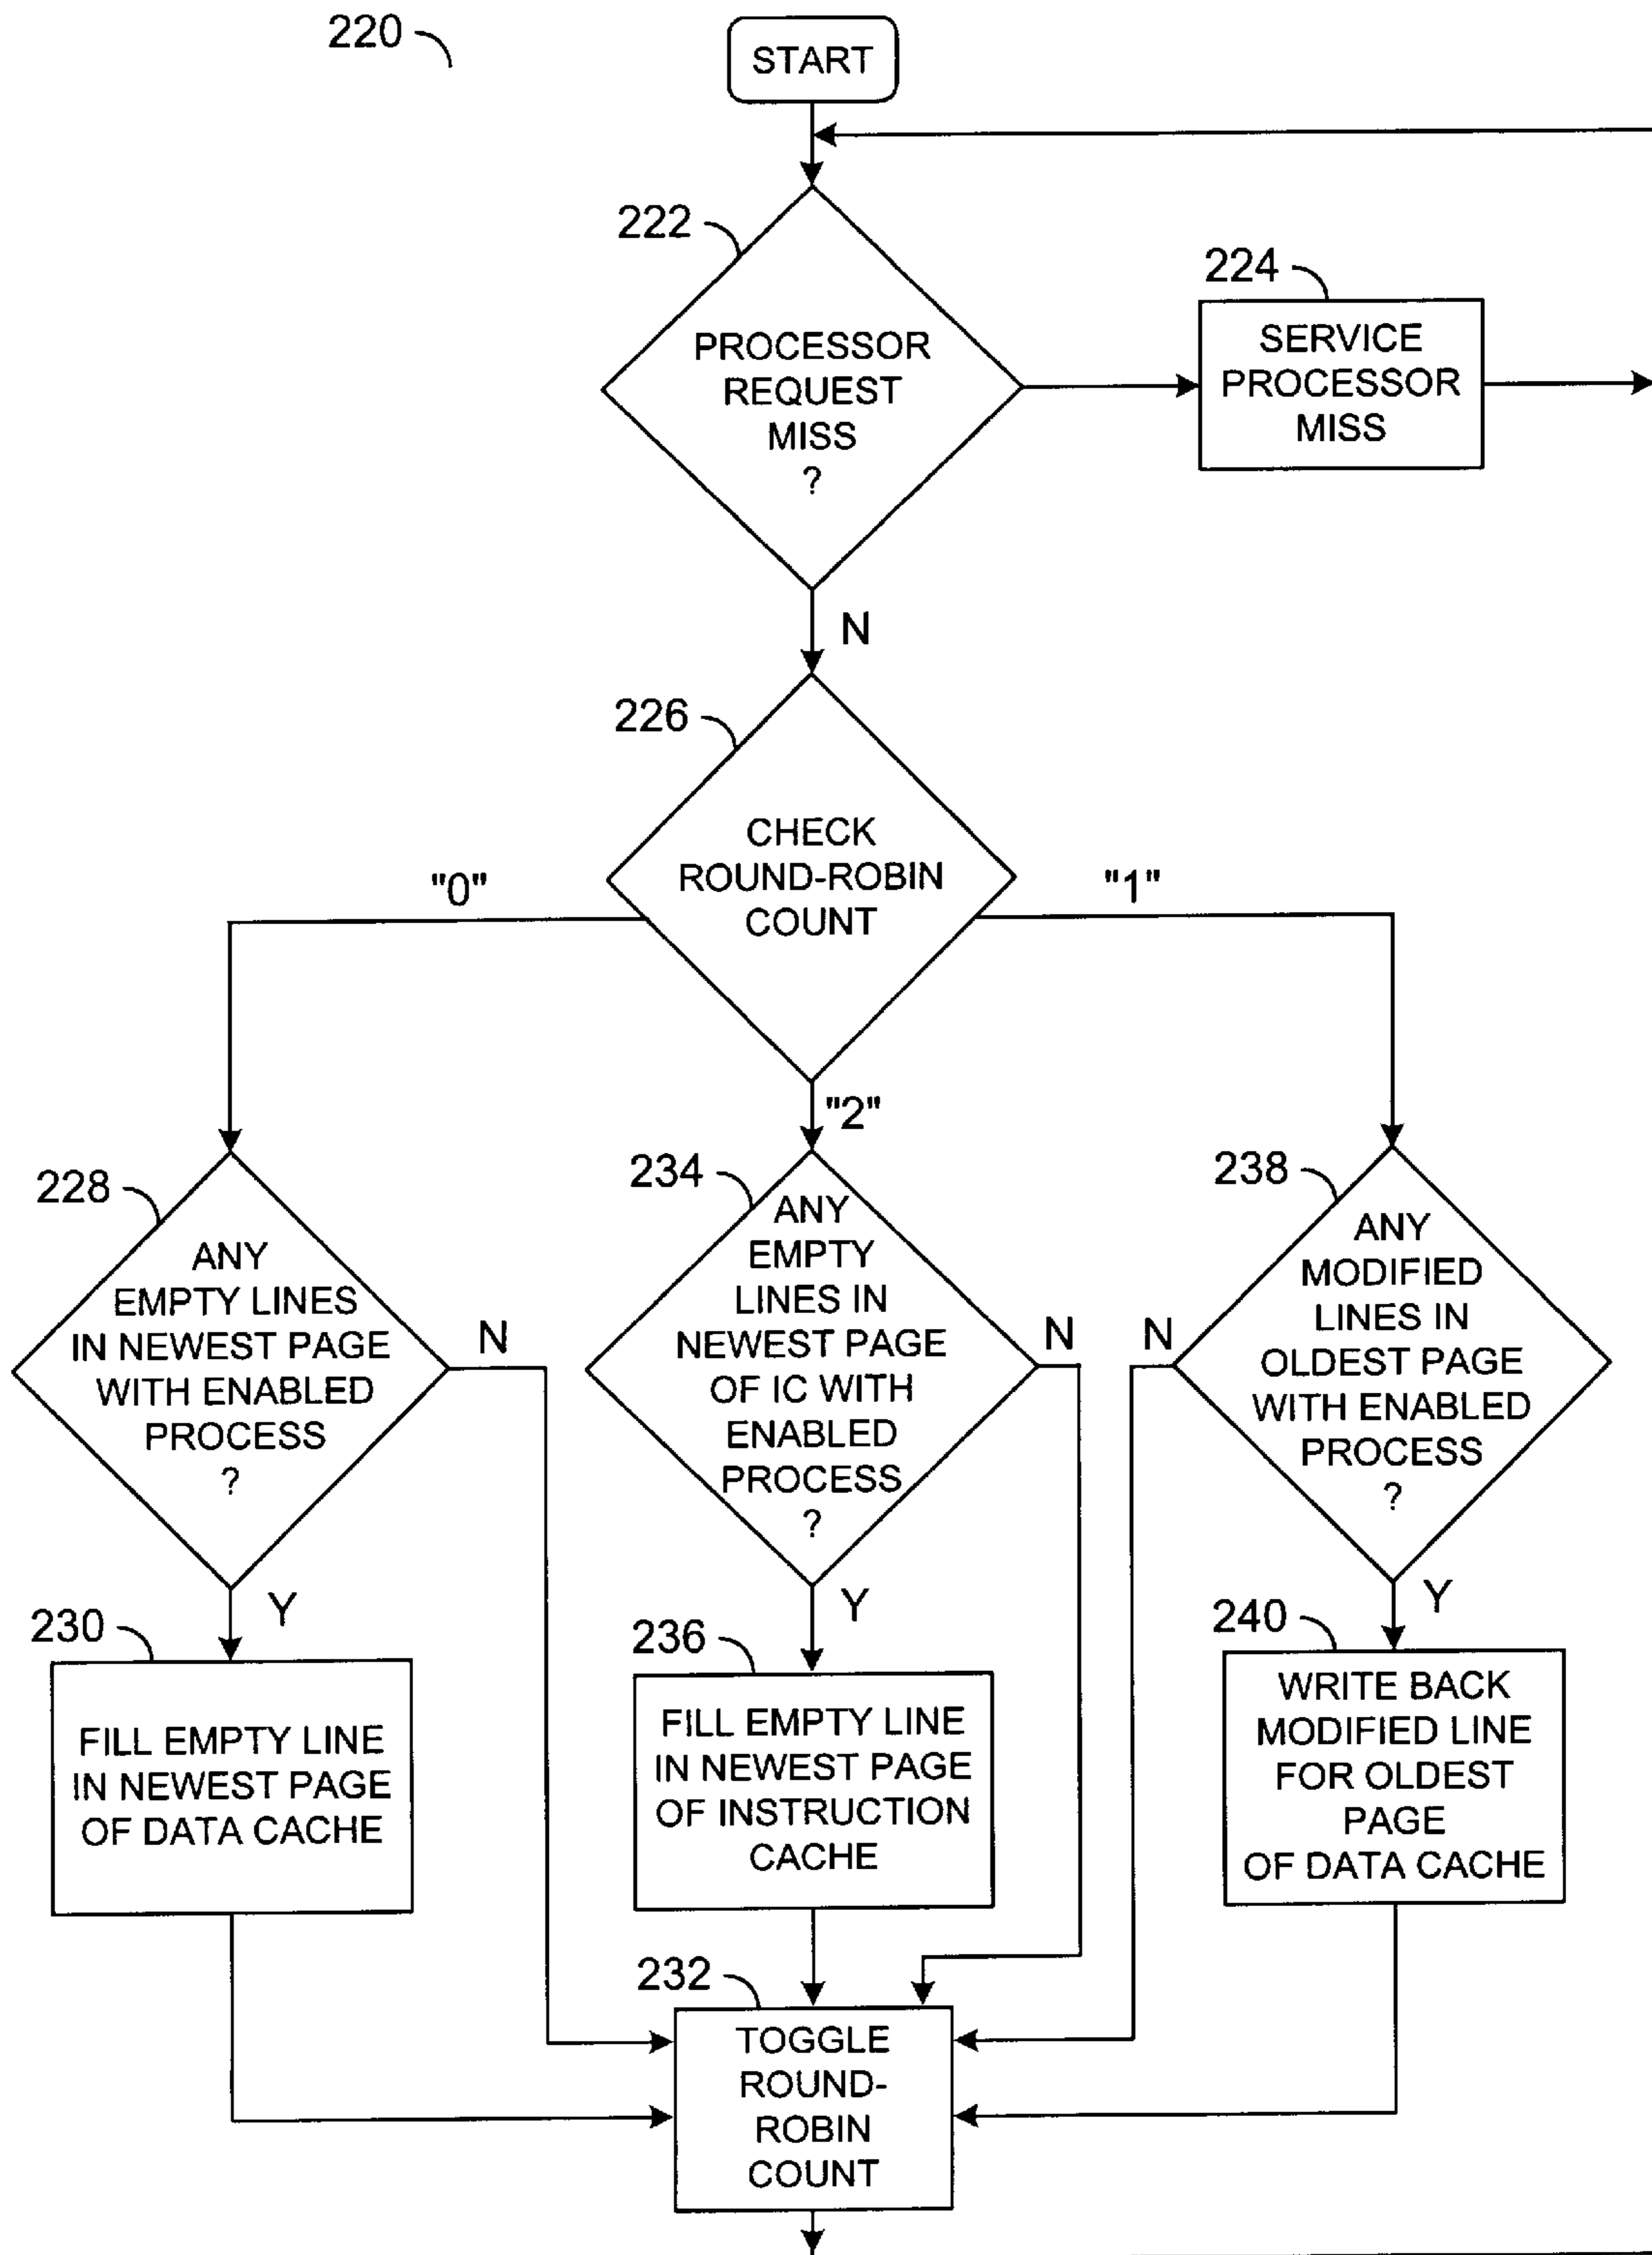 220
START
222
PROCESSOR
REQUEST
MISS
?
224
SERVICE
PROCESSOR
MISS
N
226
CHECK
ROUND-ROBIN
COUNT
"0"
"1"
"2"
228
ANY
EMPTY LINES
IN NEWEST PAGE
WITH ENABLED
PROCESS
?
N
Y
234
ANY
EMPTY
LINES IN
NEWEST PAGE
OF IC WITH
ENABLED
PROCESS
?
N
Y
238
ANY
MODIFIED
LINES IN
OLDEST PAGE
WITH ENABLED
PROCESS
?
N
Y
230
FILL EMPTY LINE
IN NEWEST PAGE
OF DATA CACHE
236
FILL EMPTY LINE
IN NEWEST PAGE
OF INSTRUCTION
CACHE
240
WRITE BACK
MODIFIED LINE
FOR OLDEST
PAGE
OF DATA CACHE
232
TOGGLE
ROUND-
ROBIN
COUNT